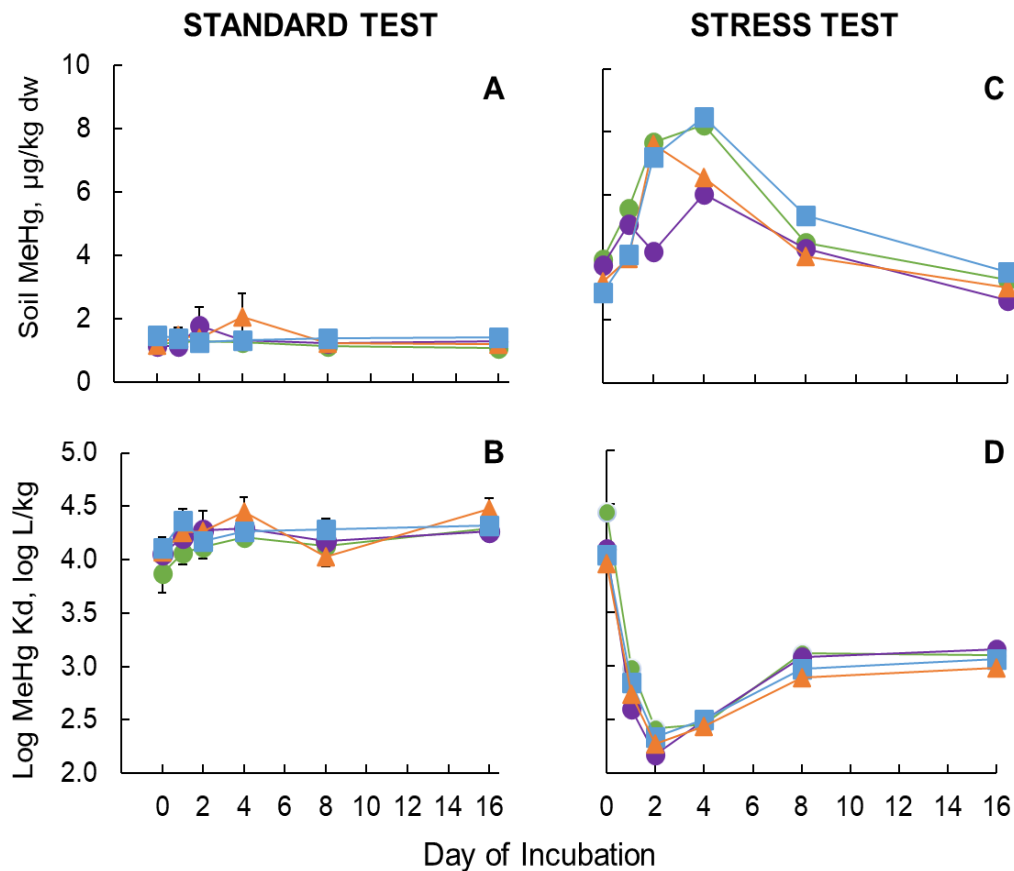 STANDARD TEST
STRESS TEST
Soil MeHg, µg/kg dw
10
8
6
4
2
0
A
0 2 4 6 8 10 12 14 16
C
Log MeHg Kd, log L/kg
5.0
4.5
4.0
3.5
3.0
2.5
2.0
B
0 2 4 6 8 10 12 14 16
D
0 2 4 6 8 10 12 14 16
Day of Incubation